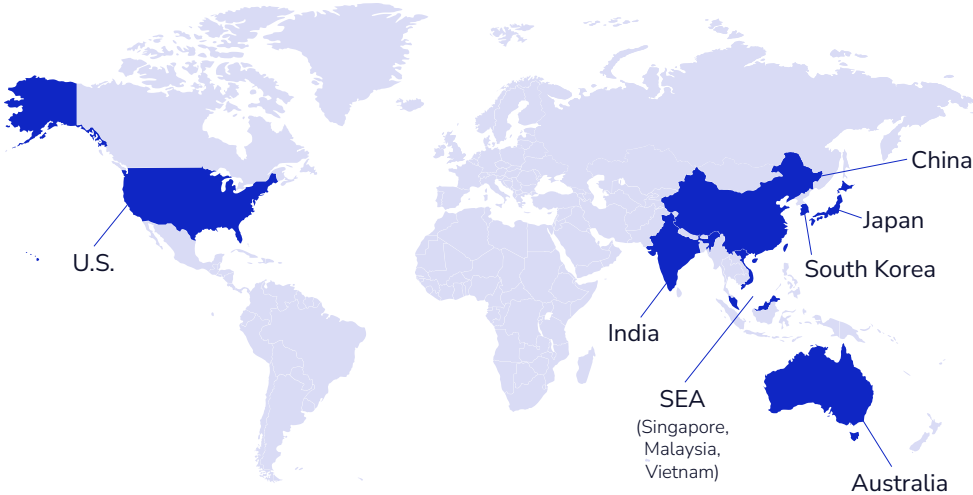 China
Japan
U.S.
South Korea
India
SEA
(Singapore,
Malaysia,
Vietnam)
Australia